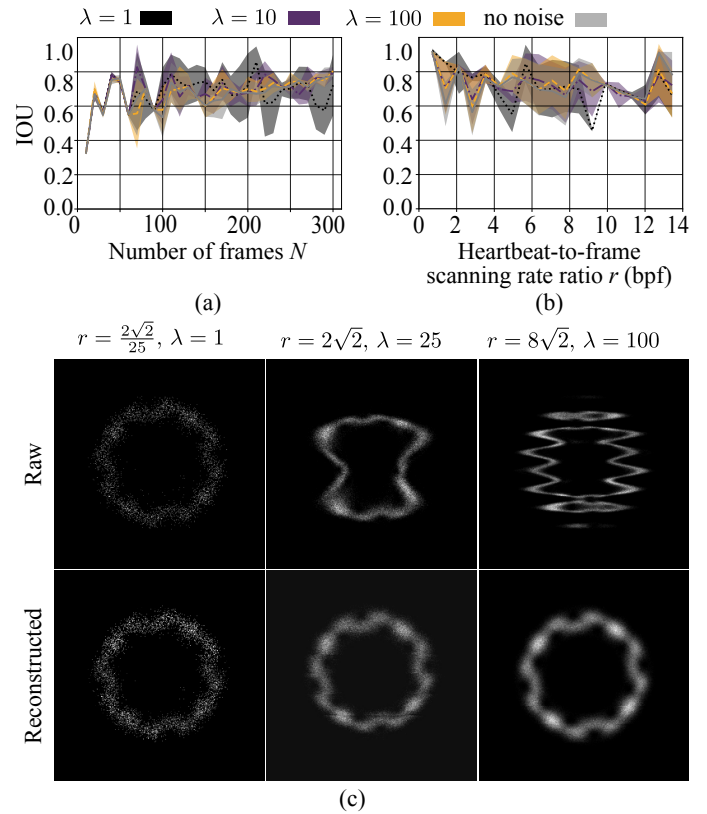 λ = 1 λ = 10 λ = 100 no noise
1.0 0.8 0.6 0.4 0.2 0.0
IOU
0 100 200 300
Number of frames N
(a)
1.0 0.8 0.6 0.4 0.2 0.0
0 2 4 6 8 10 12 14
Heartbeat-to-frame
scanning rate ratio r (bpf)
(b)
r = 2√2/25, λ = 1 r = 2√2, λ = 25 r = 8√2, λ = 100
Raw
Reconstructed
(c)